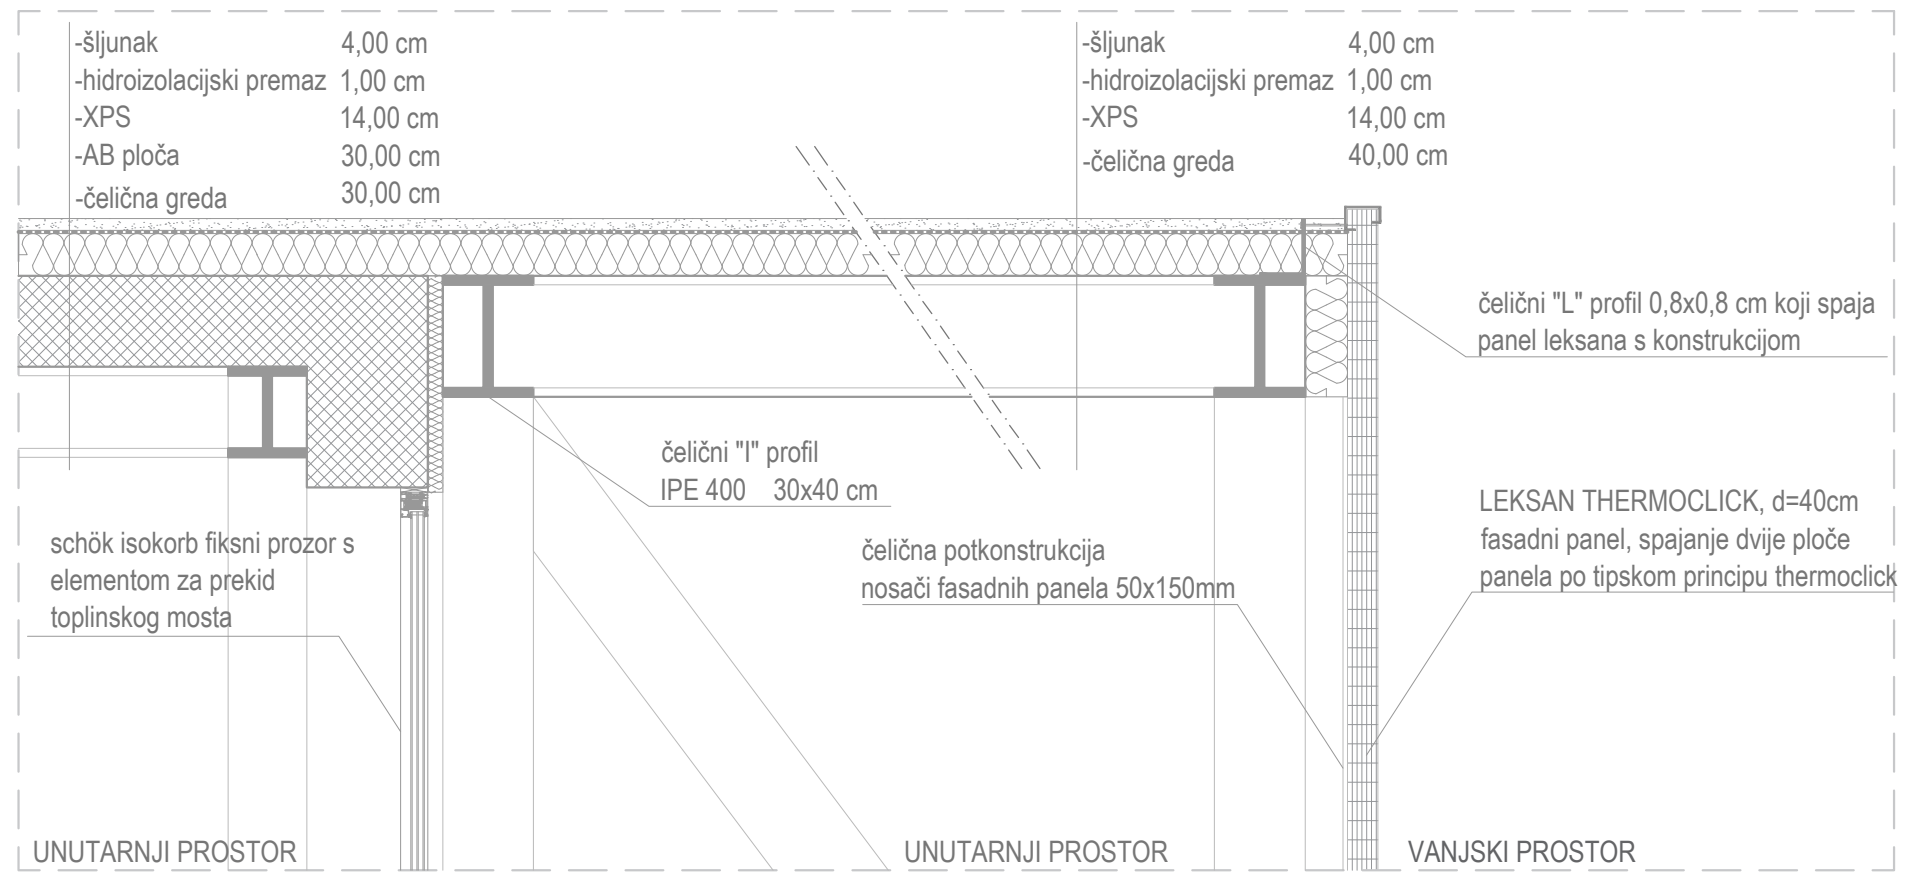 -šljunak 4,00 cm
-hidroizolacijski premaz 1,00 cm
-XPS 14,00 cm
-AB ploča 30,00 cm
-čelična greda 30,00 cm
-šljunak 4,00 cm
-hidroizolacijski premaz 1,00 cm
-XPS 14,00 cm
-čelična greda 40,00 cm
čelični "L" profil 0,8x0,8 cm koji spaja
panel leksana s konstrukcijom
čelični "I" profil
IPE 400 30x40 cm
schök isokorb fiksni prozor s
elementom za prekid
toplinskog mosta
čelična potkonstrukcija
nosači fasadnih panela 50x150mm
LEKSAN THERMOCLICK, d=40cm
fasadni panel, spajanje dvije ploče
panela po tipskom principu thermoclick
UNUTARNJI PROSTOR
UNUTARNJI PROSTOR
VANJSKI PROSTOR